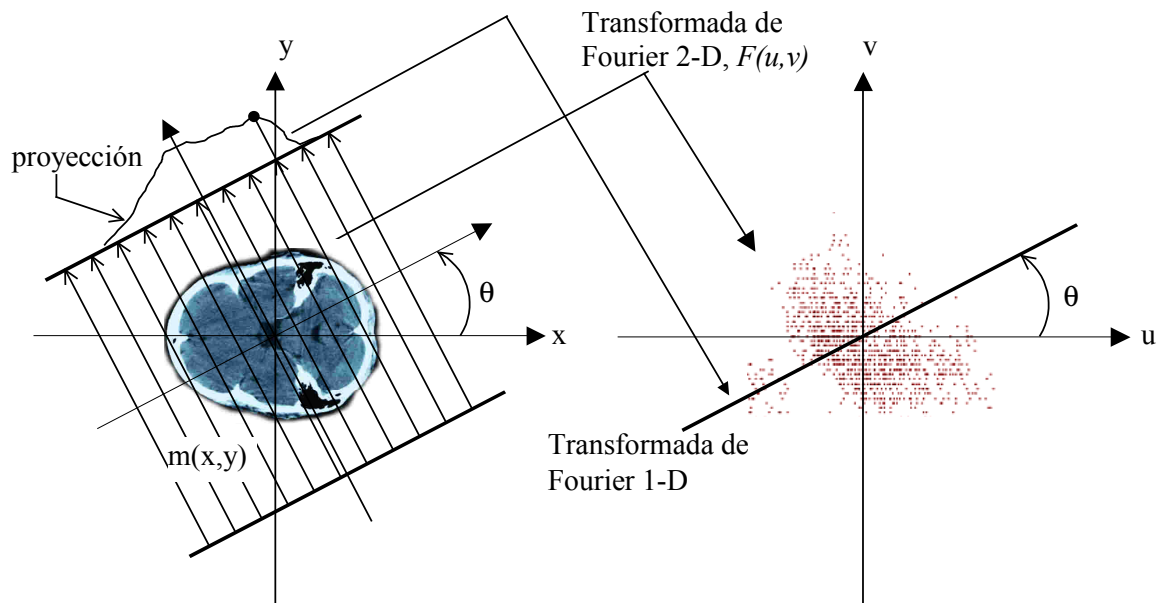 Transformada de
Fourier 2-D, F(u,v)
y
v
proyección
θ
θ
x
u
m(x,y)
Transformada de
Fourier 1-D